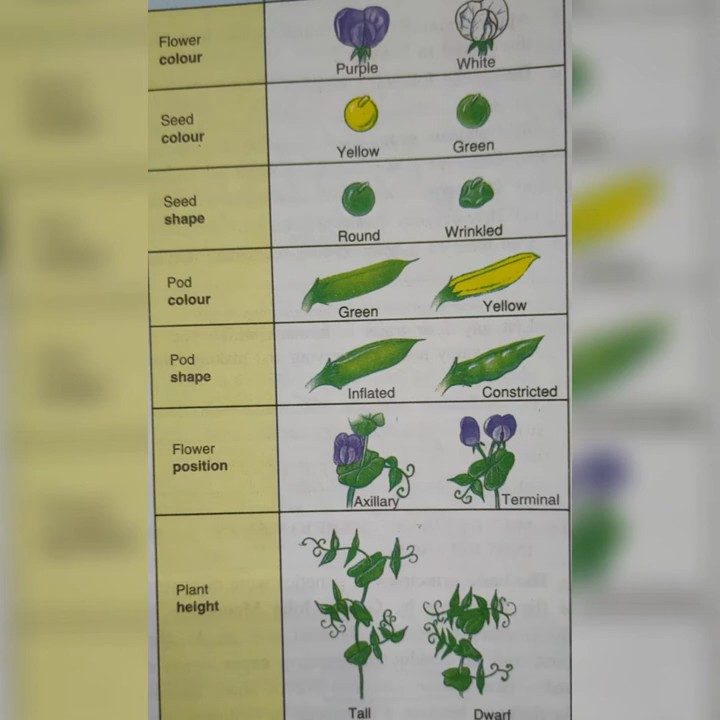 Flower
colour
Purple
White
Seed
colour
Yellow
Green
Seed
shape
Round
Wrinkled
Pod
colour
Green
Yellow
Pod
shape
Inflated
Constricted
Flower
position
Axillary
Terminal
Plant
height
Tall
Dwarf